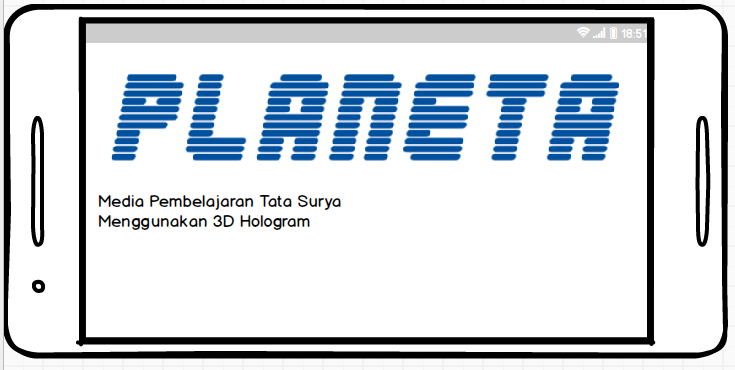 18:51
PLANETA
Media Pembelajaran Tata Surya
Menggunakan 3D Hologram